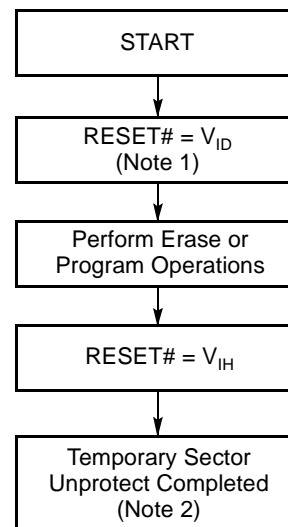 START
RESET# = V_ID
(Note 1)
Perform Erase or
Program Operations
RESET# = V_IH
Temporary Sector
Unprotect Completed
(Note 2)